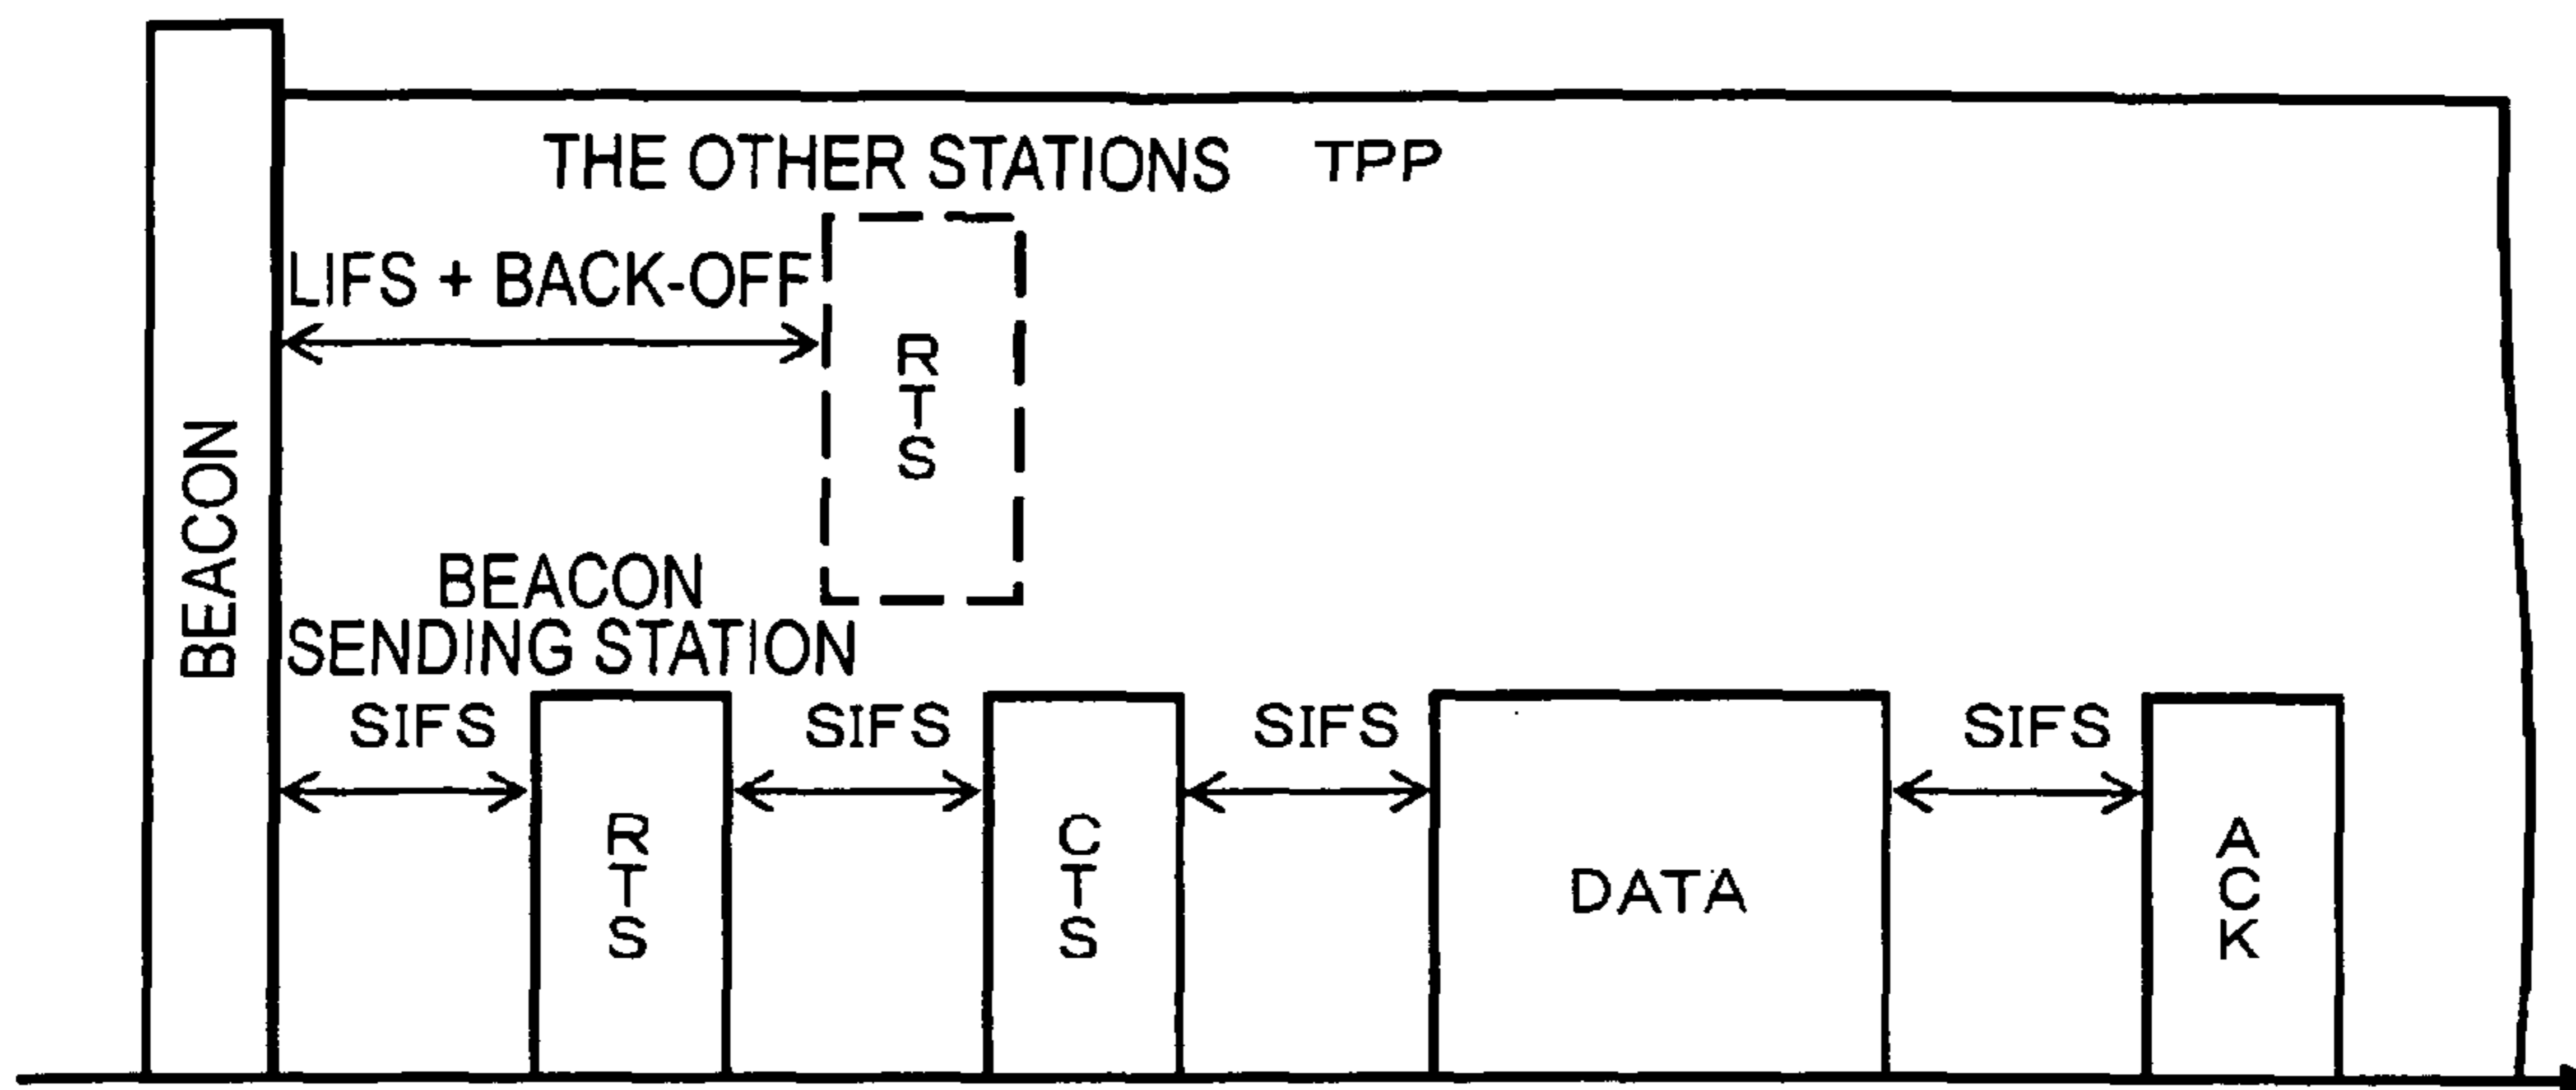 THE OTHER STATIONS TPP
LIFS + BACK-OFF
RTS
BEACON
BEACON
SENDING STATION
SIFS
SIFS
SIFS
SIFS
RTS
CTS
DATA
ACK